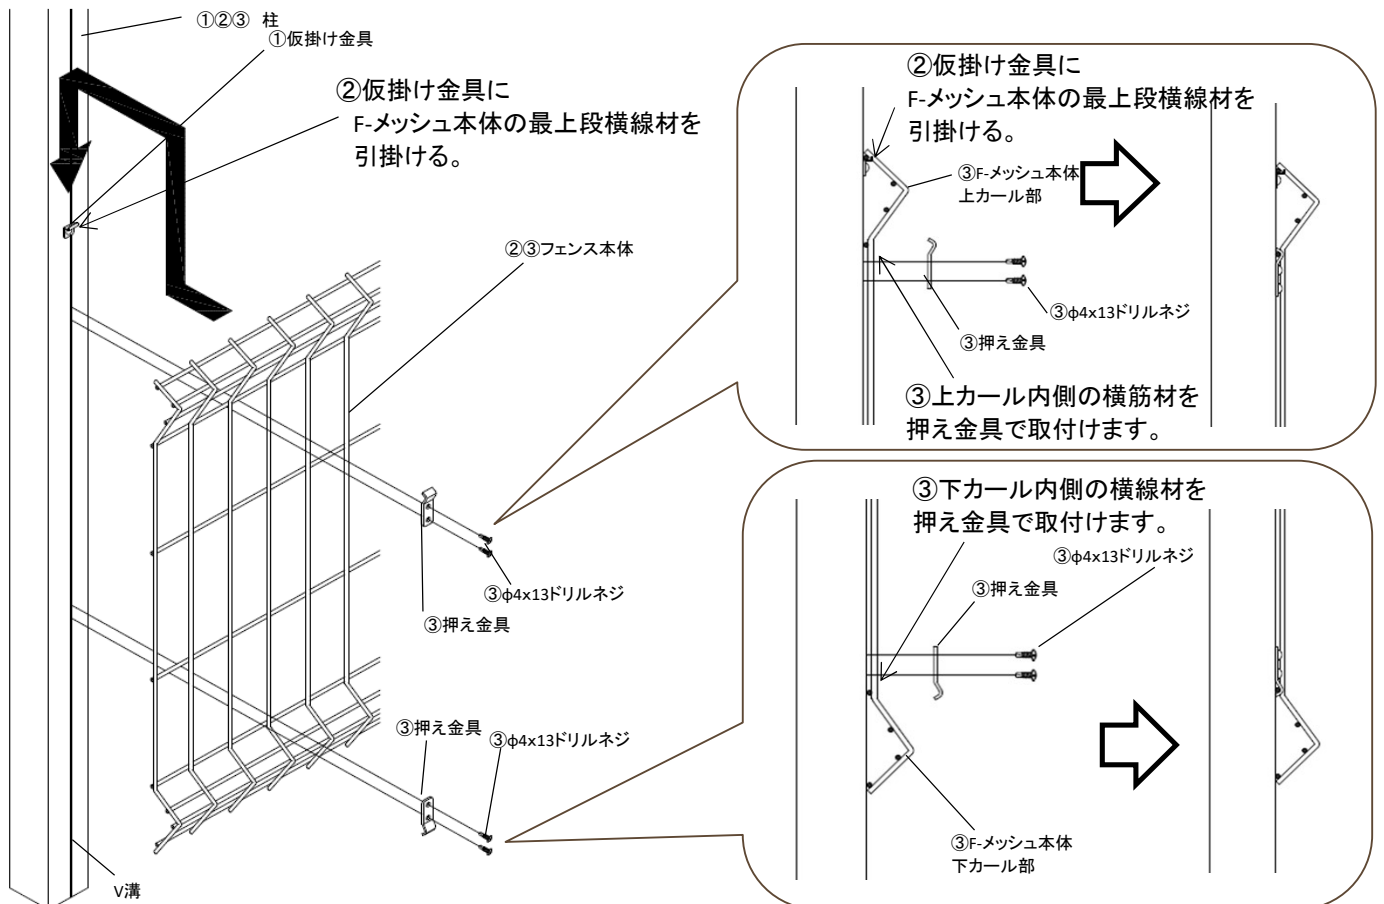 ①②③ 柱
①仮掛け金具
②仮掛け金具に
F-メッシュ本体の最上段横線材を
引掛ける。
②③フェンス本体
③φ4x13ドリルネジ
③押え金具
③押え金具
③φ4x13ドリルネジ
V溝
②仮掛け金具に
F-メッシュ本体の最上段横線材を
引掛ける。
③F-メッシュ本体
上カール部
③φ4x13ドリルネジ
③押え金具
③上カール内側の横筋材を
押え金具で取付けます。
③下カール内側の横線材を
押え金具で取付けます。
③φ4x13ドリルネジ
③押え金具
③F-メッシュ本体
下カール部